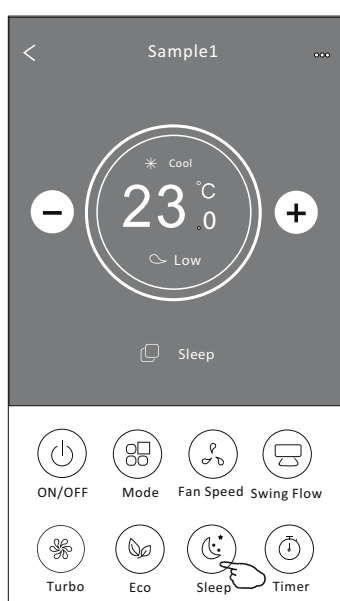 Sample1
Cool
23.0 °C
Low
Sleep
ON/OFF Mode Fan Speed Swing Flow
Turbo Eco Sleep Timer